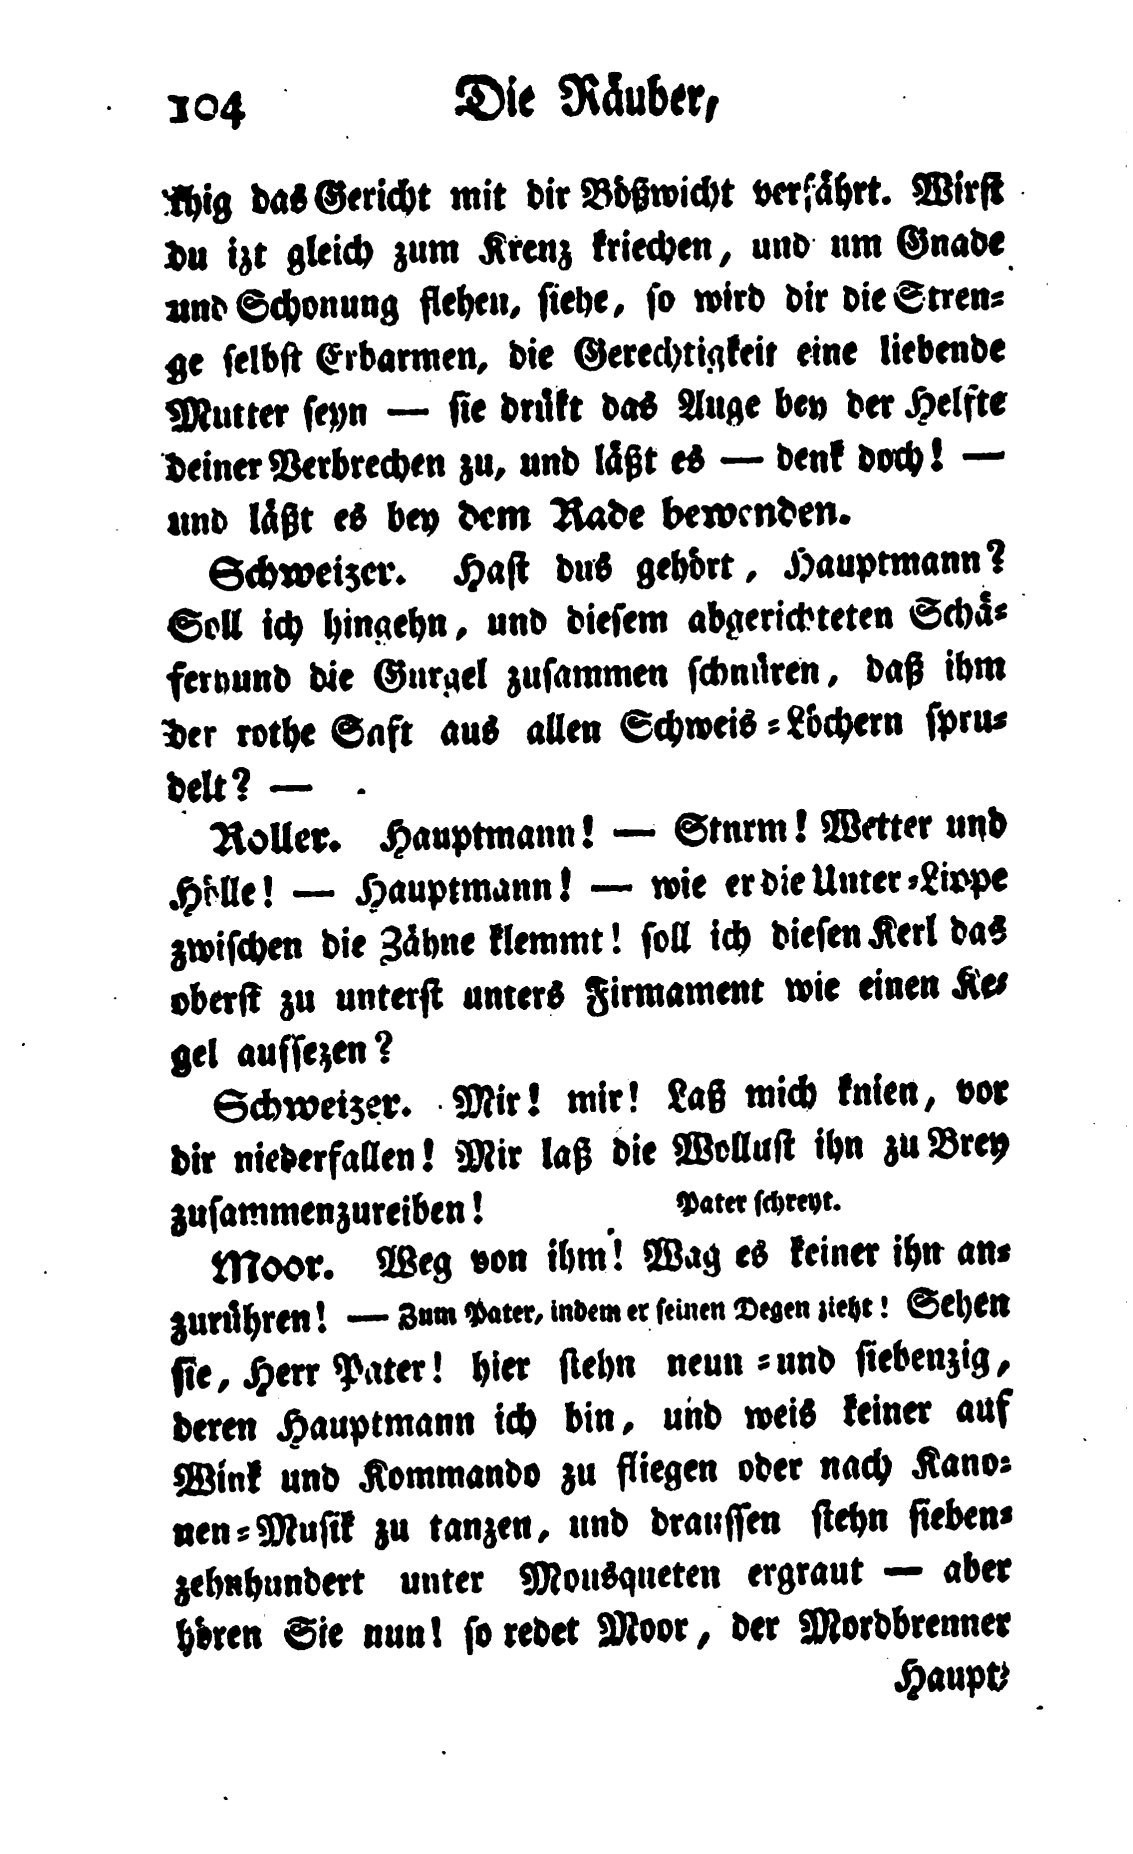 104 Die Räuber,
thig das Gericht mit dir Bößwicht verfährt. Wirst
du izt gleich zum Kreuz kriechen, und um Gnade
und Schonung flehen, siehe, so wird dir die Stren-
ge selbst Erbarmen, die Gerechtigkeit eine liebende
Mutter seyn — sie drükt das Auge bey der Helfte
deiner Verbrechen zu, und läßt es — denk doch! —
und läßt es bey dem Rade bewenden.
Schweizer. Hast dus gehört, Hauptmann?
Soll ich hingehn, und diesem abgerichteten Schä-
ferhund die Gurgel zusammen schnüren, daß ihm
der rothe Saft aus allen Schweis-Löchern spru-
delt? —
Roller. Hauptmann! — Sturm! Wetter und
Hölle! — Hauptmann! — wie er die Unter-Lippe
zwischen die Zähne klemmt! soll ich diesen Kerl das
oberst zu unterst unters Firmament wie einen Ke-
gel aufsezen?
Schweizer. Mir! mir! Laß mich knien, vor
dir niederfallen! Mir laß die Wollust ihn zu Brey
zusammenzureiben! Pater schreyt.
Moor. Weg von ihm! Wag es keiner ihn an-
zurühren! — Zum Pater, indem er seinen Degen zieht! Sehen
sie, Herr Pater! hier stehn neun-und siebenzig,
deren Hauptmann ich bin, und weis keiner auf
Wink und Kommando zu fliegen oder nach Kano-
nen-Musik zu tanzen, und draussen stehn sieben-
zehnhundert unter Mousqueten ergraut — aber
hören Sie nun! so redet Moor, der Mordbrenner
Haupt-